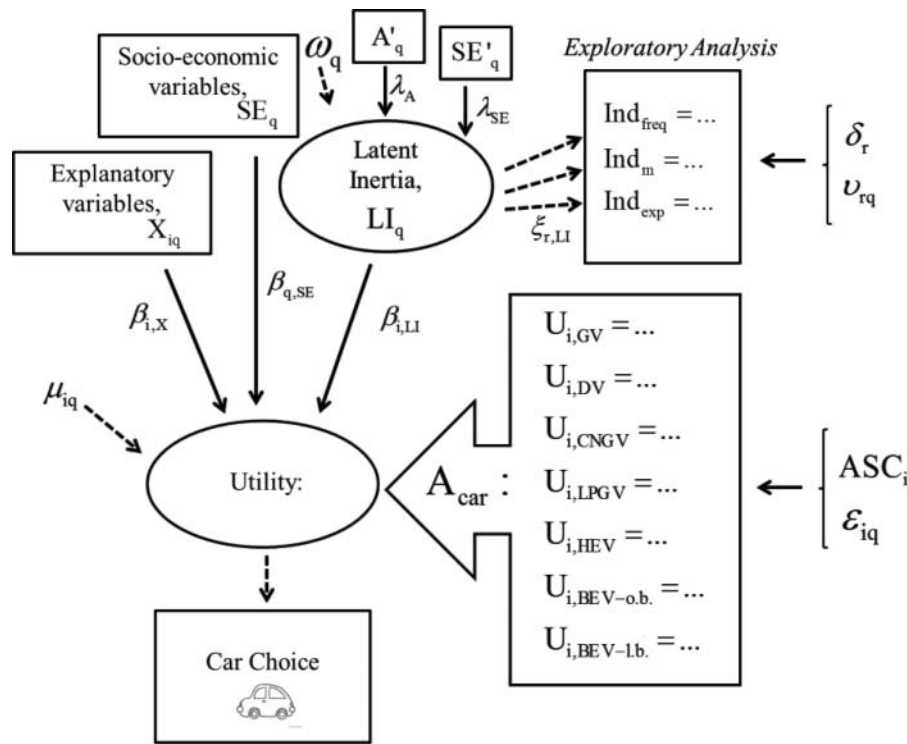 Socio-economic
variables,
SE_q
ω_q
A'_q
SE'_q
λ_A
λ_SE
Exploratory Analysis
Explanatory
variables,
X_iq
Latent
Inertia,
LI_q
Ind_freq = ...
Ind_m = ...
Ind_exp = ...
ξ_r,LI
δ_r
υ_rq
β_i,X
β_q,SE
β_i,LI
μ_iq
Utility:
A_car :
U_i,GV = ...
U_i,DV = ...
U_i,CNGV = ...
U_i,LPGV = ...
U_i,HEV = ...
U_i,BEV-o.b. = ...
U_i,BEV-l.b. = ...
ASC_i
ε_iq
Car Choice